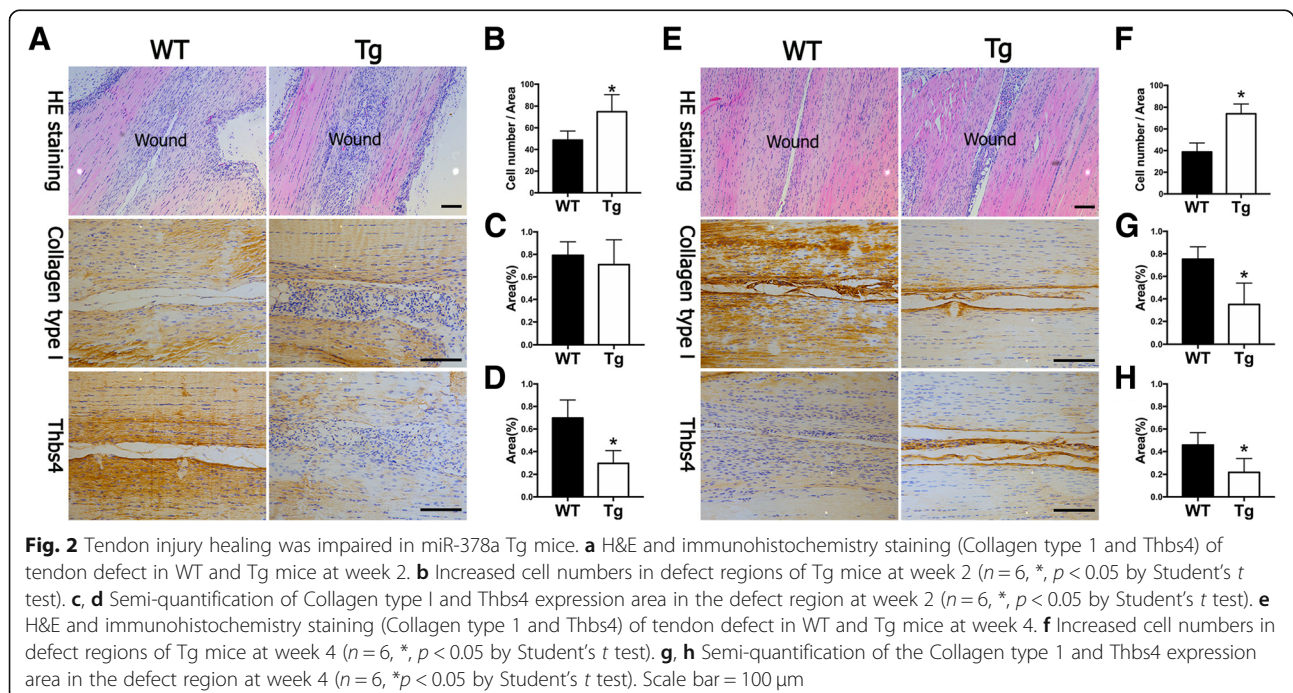 A
WT
Tg
HE staining
Wound
Wound
Collagen type I
Thbs4
B
Cell number / Area
100
80
60
40
20
0
*
WT
Tg
C
Area(%)
1.0
0.8
0.6
0.4
0.2
0.0
WT
Tg
D
Area(%)
1.0
0.8
0.6
0.4
0.2
0.0
*
WT
Tg
E
WT
Tg
HE staining
Wound
Wound
Collagen type I
Thbs4
F
Cell number / Area
100
80
60
40
20
0
*
WT
Tg
G
Area(%)
1.0
0.8
0.6
0.4
0.2
0.0
*
WT
Tg
H
Area(%)
1.0
0.8
0.6
0.4
0.2
0.0
*
WT
Tg
Fig. 2 Tendon injury healing was impaired in miR-378a Tg mice. a H&E and immunohistochemistry staining (Collagen type 1 and Thbs4) of
tendon defect in WT and Tg mice at week 2. b Increased cell numbers in defect regions of Tg mice at week 2 (n = 6, *, p < 0.05 by Student's t
test). c, d Semi-quantification of Collagen type I and Thbs4 expression area in the defect region at week 2 (n = 6, *, p < 0.05 by Student's t test). e
H&E and immunohistochemistry staining (Collagen type 1 and Thbs4) of tendon defect in WT and Tg mice at week 4. f Increased cell numbers in
defect regions of Tg mice at week 4 (n = 6, *, p < 0.05 by Student's t test). g, h Semi-quantification of the Collagen type 1 and Thbs4 expression
area in the defect region at week 4 (n = 6, *p < 0.05 by Student's t test). Scale bar = 100 μm